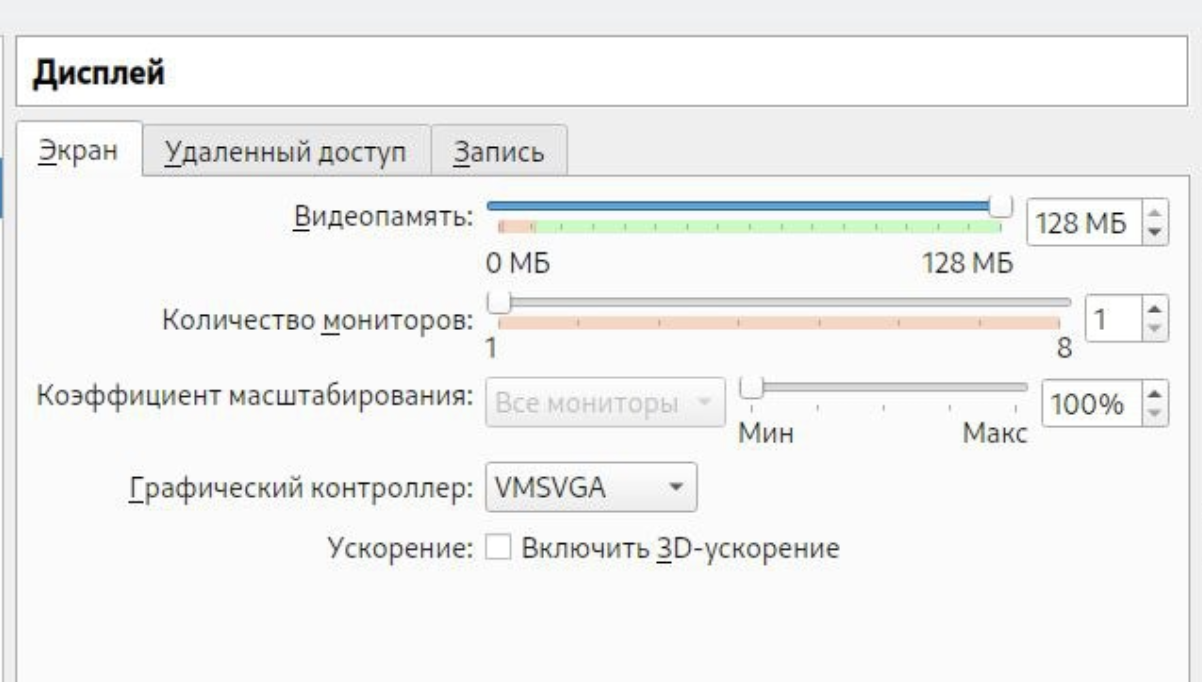 Дисплей
Экран Удаленный доступ Запись
Видеопамять: 128 МБ
0 МБ 128 МБ
Количество мониторов: 1
1 8
Коэффициент масштабирования: Все мониторы 100%
Мин Макс
Графический контроллер: VMSVGA
Ускорение: Включить 3D-ускорение